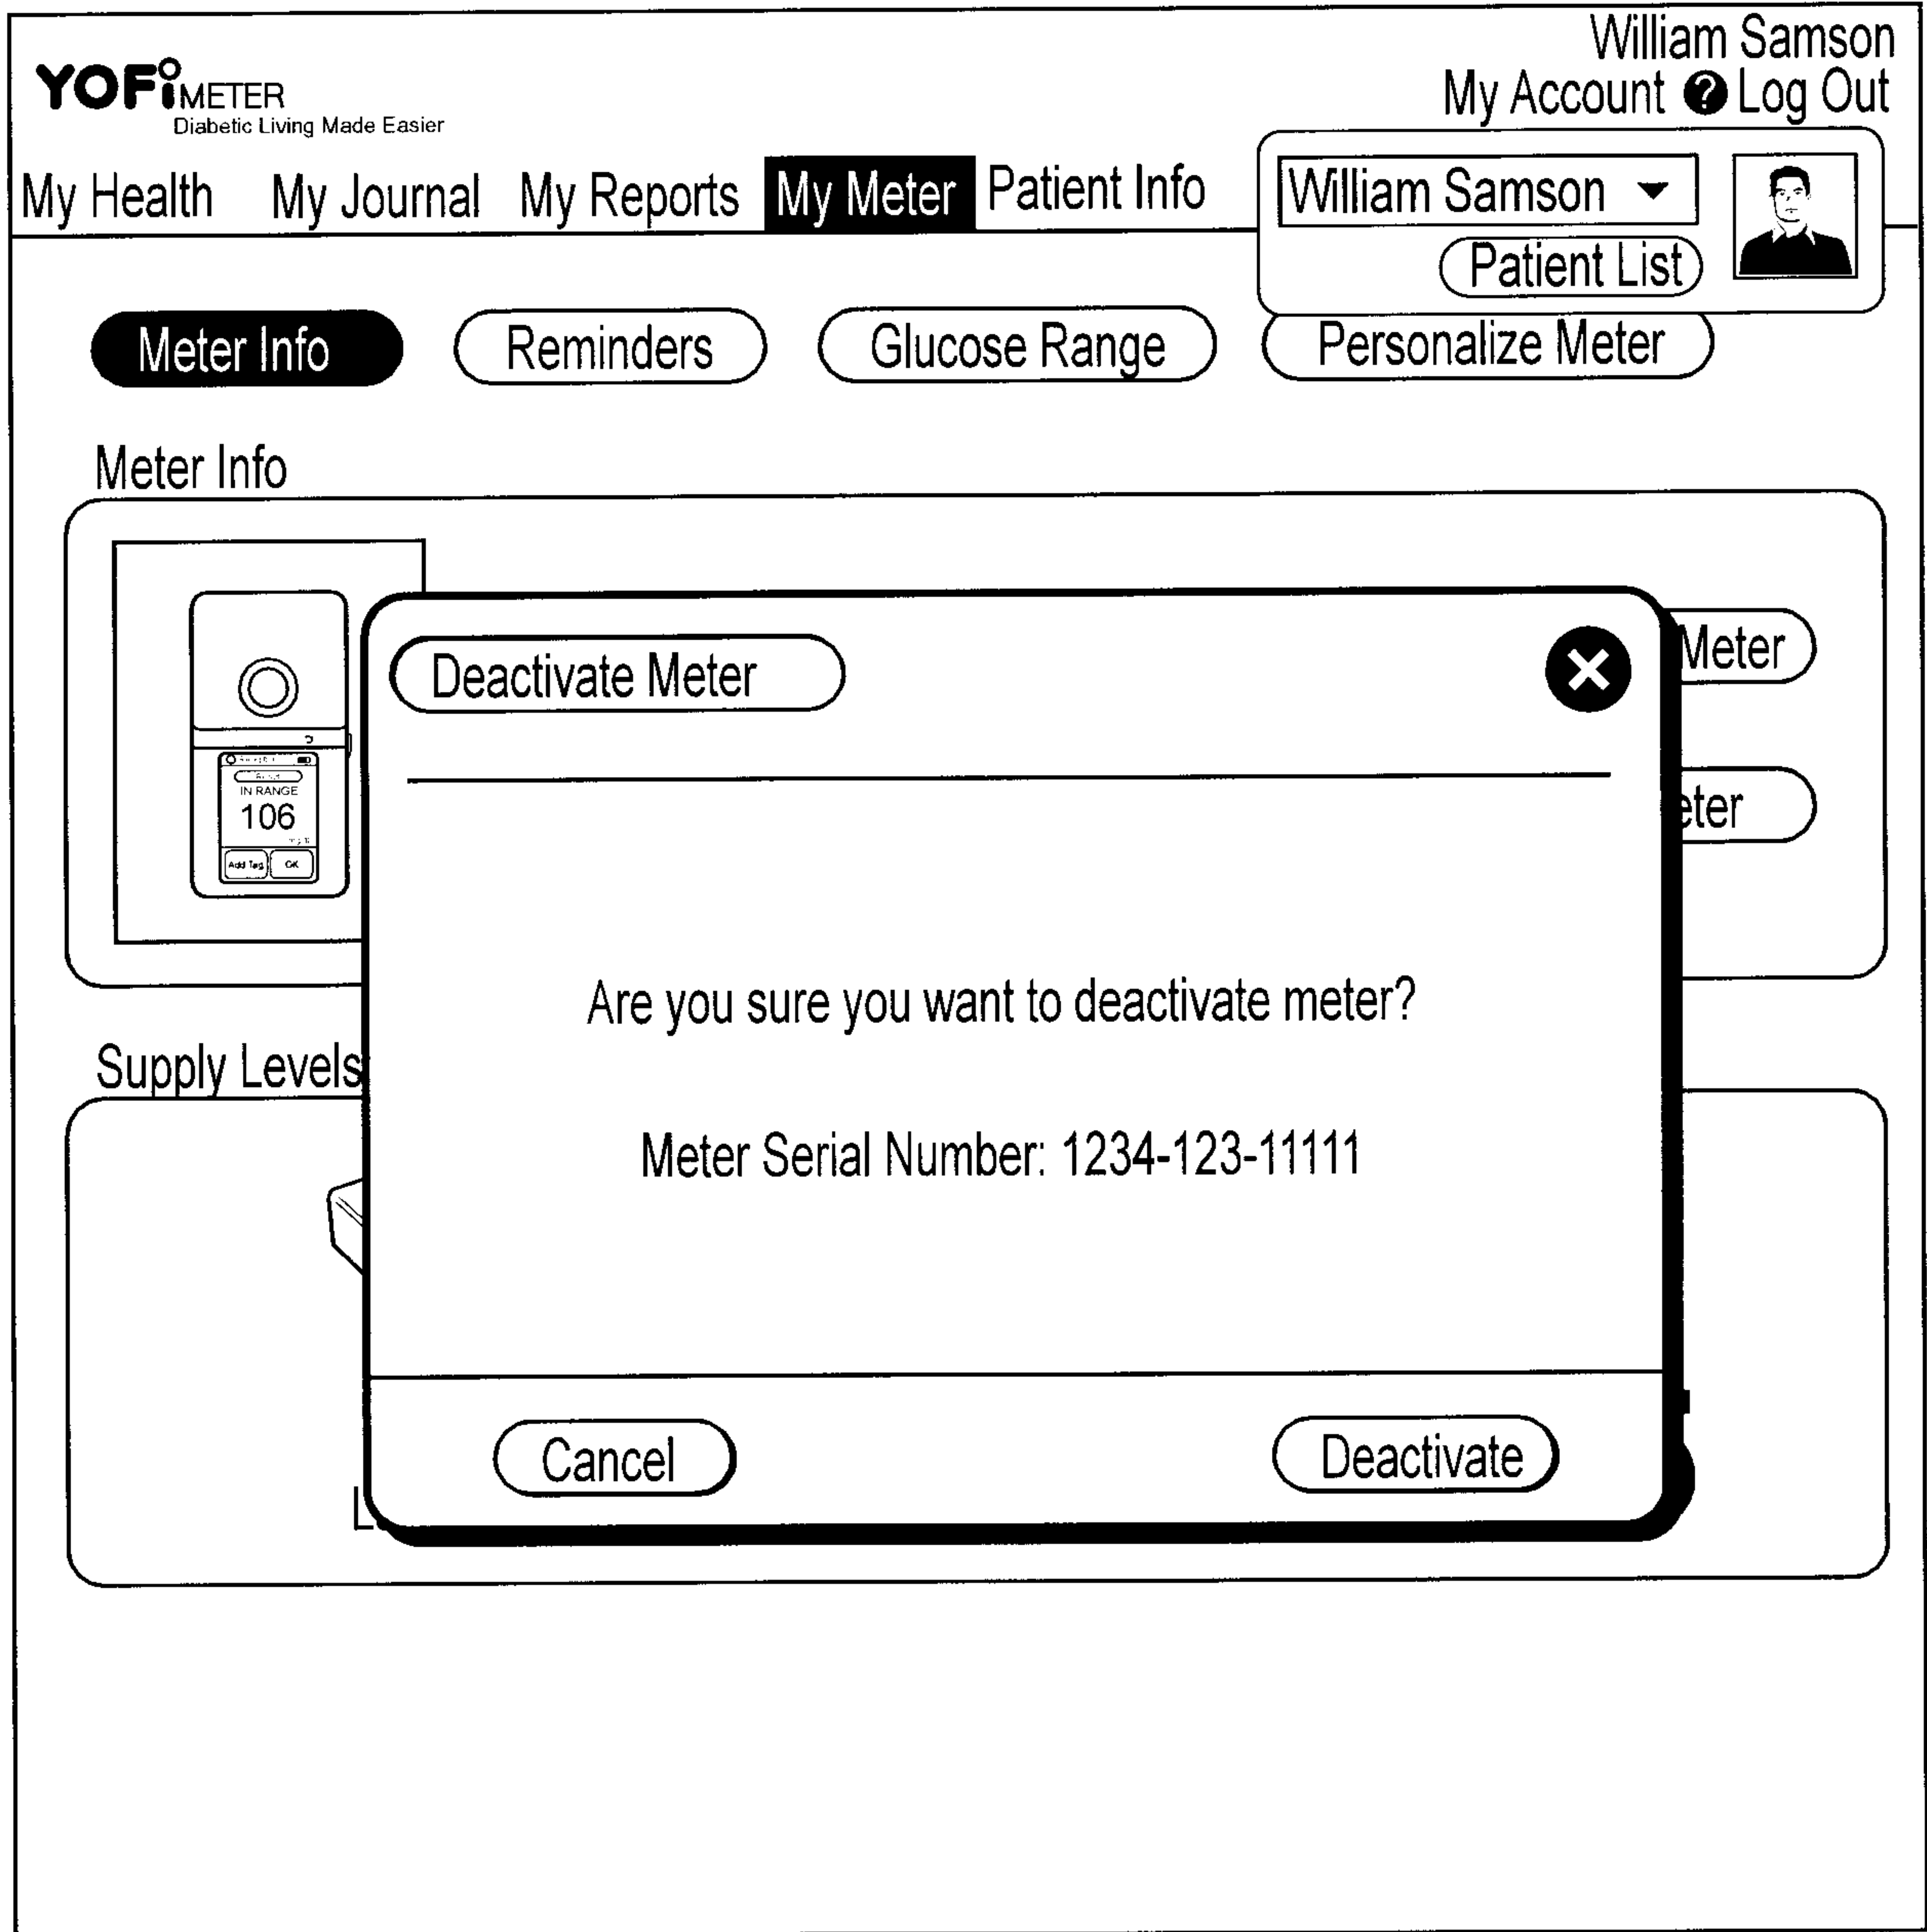 William Samson
YOFiMETER
My Account ? Log Out
Diabetic Living Made Easier
My Health My Journal My Reports My Meter Patient Info
William Samson
Patient List
Meter Info Reminders Glucose Range Personalize Meter
Meter Info
Deactivate Meter
Meter
IN RANGE
106
eter
Add Tag OK
Are you sure you want to deactivate meter?
Supply Levels
Meter Serial Number: 1234-123-11111
Cancel Deactivate